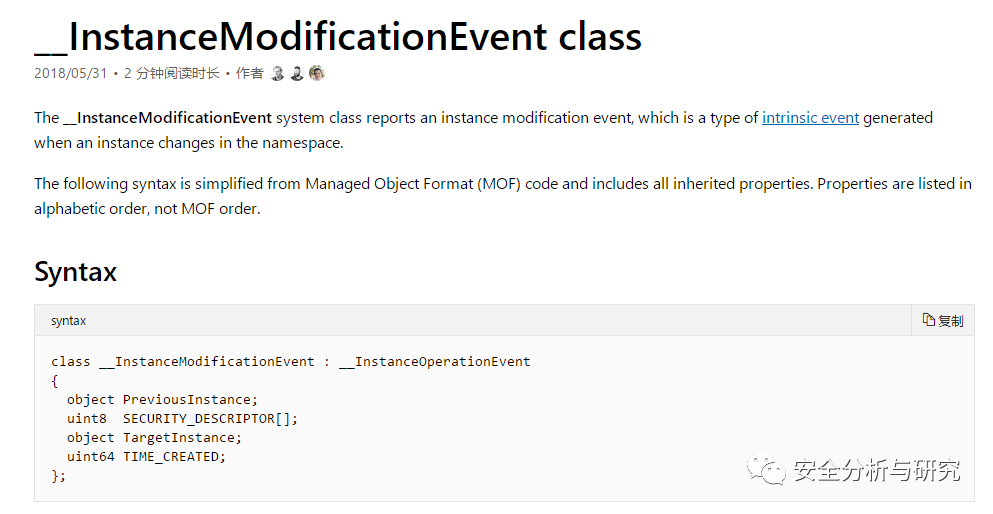 __InstanceModificationEvent class
2018/05/31 • 2 分钟阅读时长 • 作者
The __InstanceModificationEvent system class reports an instance modification event, which is a type of intrinsic event generated
when an instance changes in the namespace.
The following syntax is simplified from Managed Object Format (MOF) code and includes all inherited properties. Properties are listed in
alphabetic order, not MOF order.
Syntax
syntax 复制
class __InstanceModificationEvent : __InstanceOperationEvent
{
  object PreviousInstance;
  uint8  SECURITY_DESCRIPTOR[];
  object TargetInstance;
  uint64 TIME_CREATED;
};
安全分析与研究